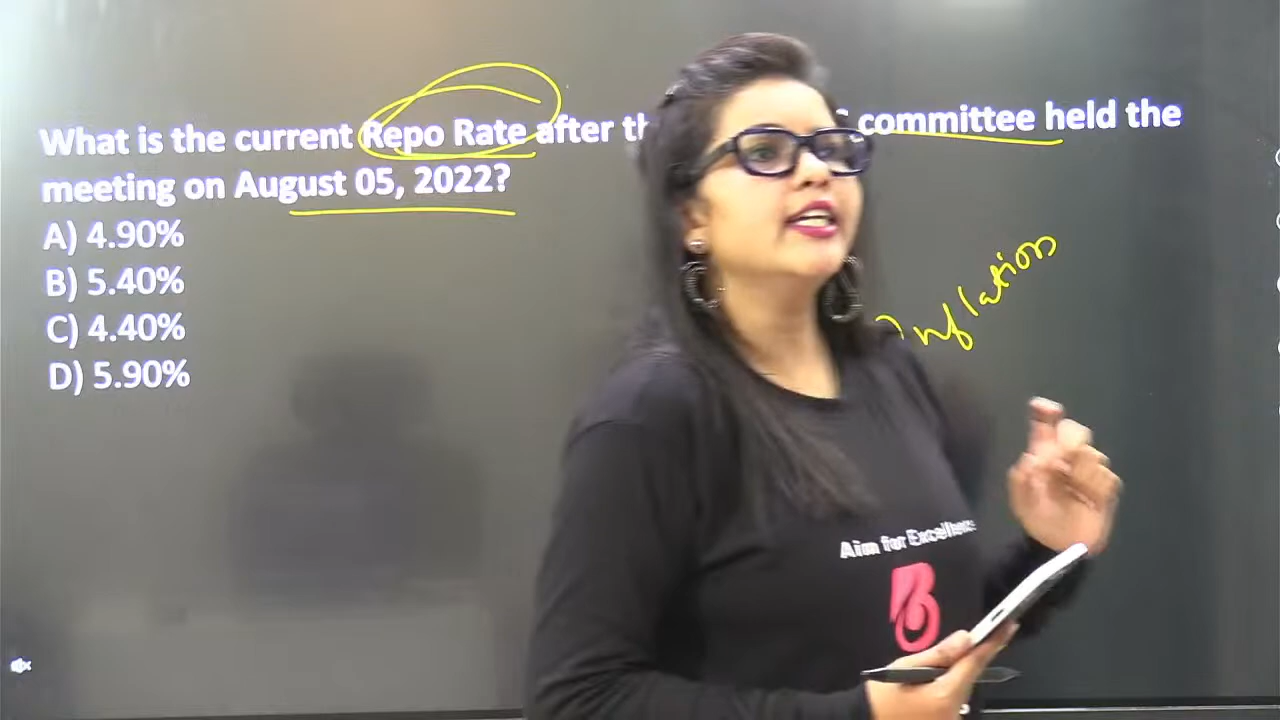 What is the current Repo Rate after committee held the
meeting on August 05, 2022?
A) 4.90%
B) 5.40%
C) 4.40%
D) 5.90%
Inflation
Aim for Excellence